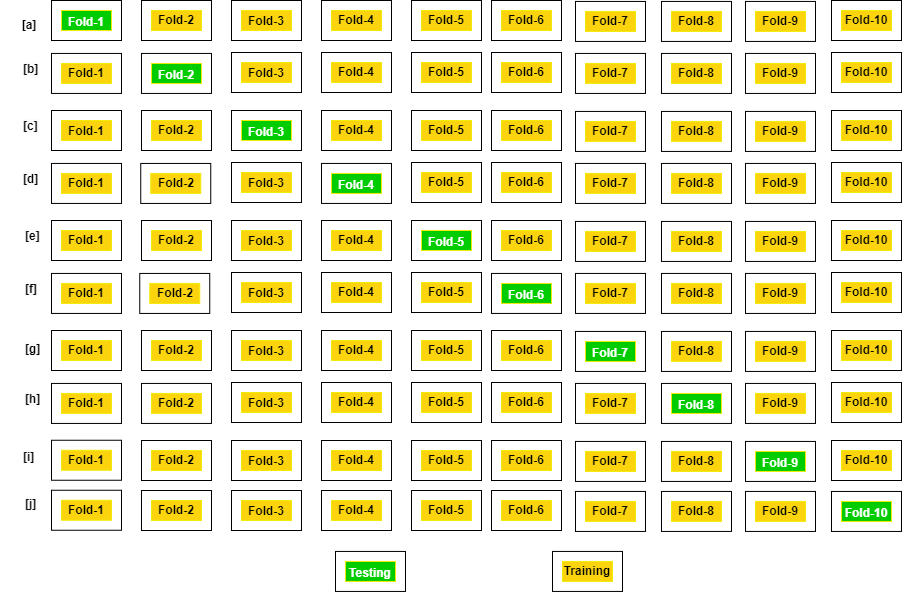 [a] Fold-1 Fold-2 Fold-3 Fold-4 Fold-5 Fold-6 Fold-7 Fold-8 Fold-9 Fold-10
[b] Fold-1 Fold-2 Fold-3 Fold-4 Fold-5 Fold-6 Fold-7 Fold-8 Fold-9 Fold-10
[c] Fold-1 Fold-2 Fold-3 Fold-4 Fold-5 Fold-6 Fold-7 Fold-8 Fold-9 Fold-10
[d] Fold-1 Fold-2 Fold-3 Fold-4 Fold-5 Fold-6 Fold-7 Fold-8 Fold-9 Fold-10
[e] Fold-1 Fold-2 Fold-3 Fold-4 Fold-5 Fold-6 Fold-7 Fold-8 Fold-9 Fold-10
[f] Fold-1 Fold-2 Fold-3 Fold-4 Fold-5 Fold-6 Fold-7 Fold-8 Fold-9 Fold-10
[g] Fold-1 Fold-2 Fold-3 Fold-4 Fold-5 Fold-6 Fold-7 Fold-8 Fold-9 Fold-10
[h] Fold-1 Fold-2 Fold-3 Fold-4 Fold-5 Fold-6 Fold-7 Fold-8 Fold-9 Fold-10
[i] Fold-1 Fold-2 Fold-3 Fold-4 Fold-5 Fold-6 Fold-7 Fold-8 Fold-9 Fold-10
[j] Fold-1 Fold-2 Fold-3 Fold-4 Fold-5 Fold-6 Fold-7 Fold-8 Fold-9 Fold-10
Testing Training